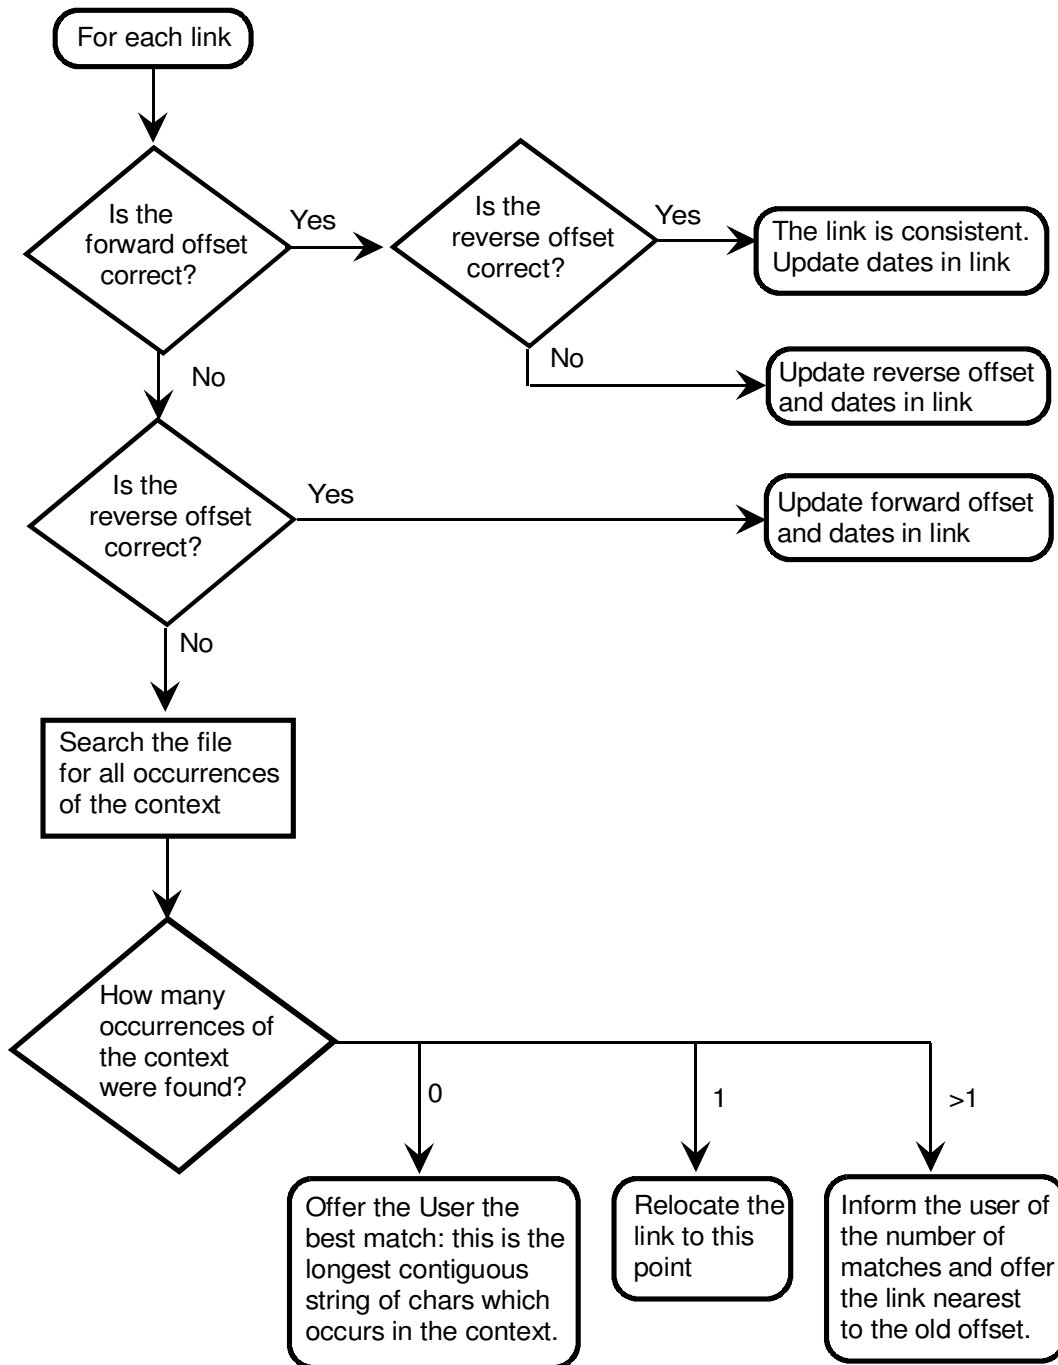 For each link
Is the
forward offset
correct?
Yes
Is the
reverse offset
correct?
Yes
The link is consistent.
Update dates in link
No
Update reverse offset
and dates in link
No
Is the
reverse offset
correct?
Yes
Update forward offset
and dates in link
No
Search the file
for all occurrences
of the context
How many
occurrences of
the context
were found?
0
1
>1
Offer the User the
best match: this is the
longest contiguous
string of chars which
occurs in the context.
Relocate the
link to this
point
Inform the user of
the number of
matches and offer
the link nearest
to the old offset.